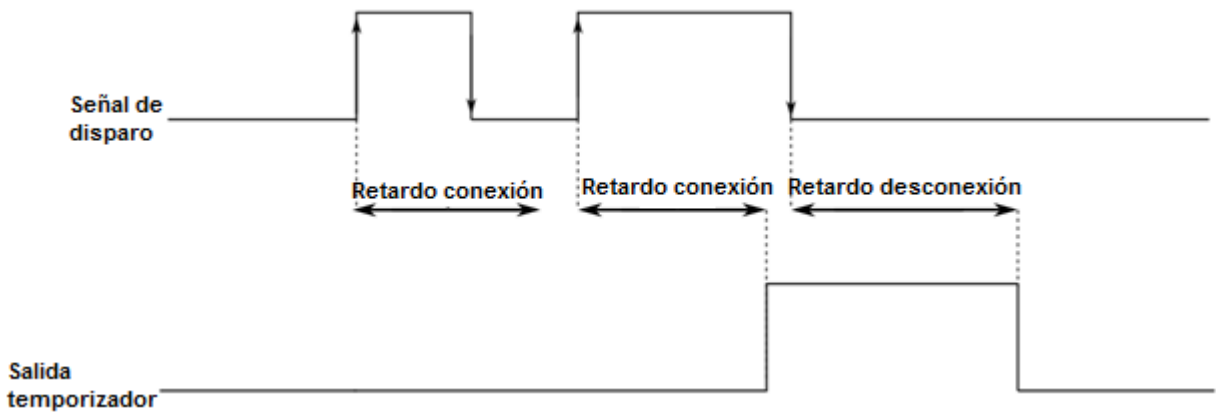 Señal de
disparo
Retardo conexión
Retardo conexión
Retardo desconexión
Salida
temporizador